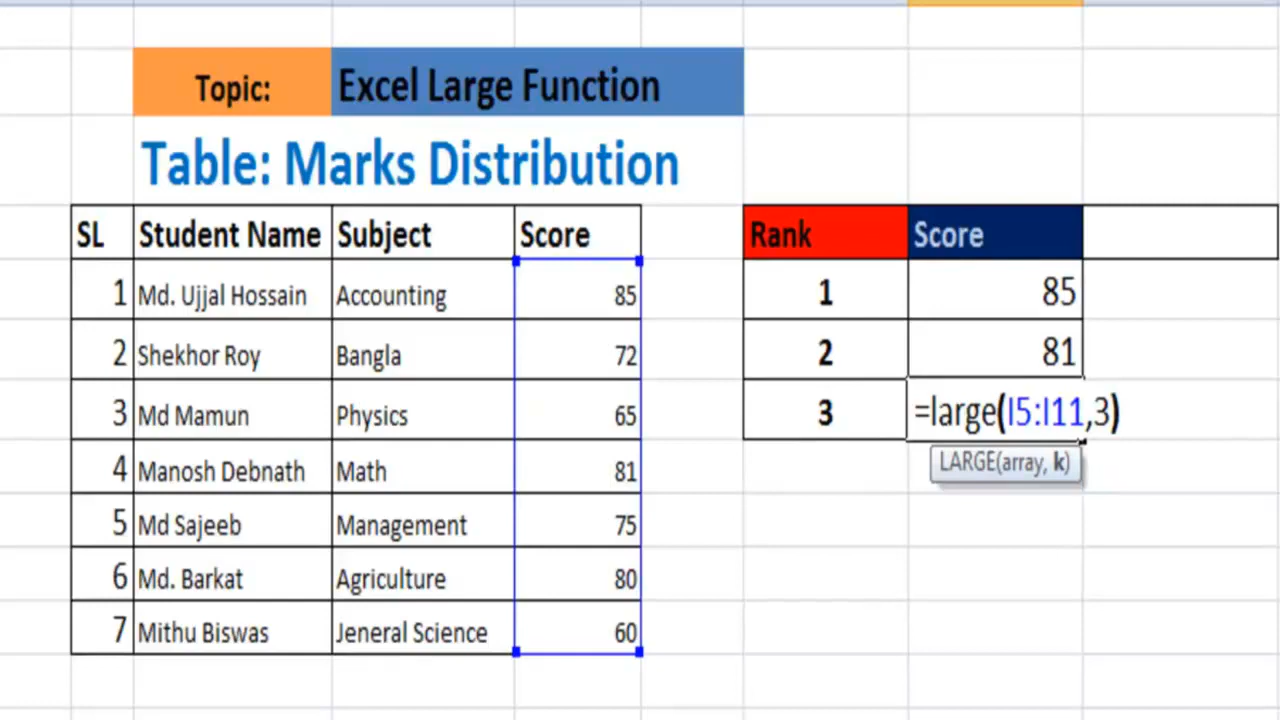 Topic: Excel Large Function
Table: Marks Distribution
SL Student Name Subject Score Rank Score
1 Md. Ujjal Hossain Accounting 85 1 85
2 Shekhor Roy Bangla 72 2 81
3 Md Mamun Physics 65 3 =large(I5:I11,3)
4 Manosh Debnath Math 81 LARGE(array, k)
5 Md Sajeeb Management 75
6 Md. Barkat Agriculture 80
7 Mithu Biswas Jeneral Science 60